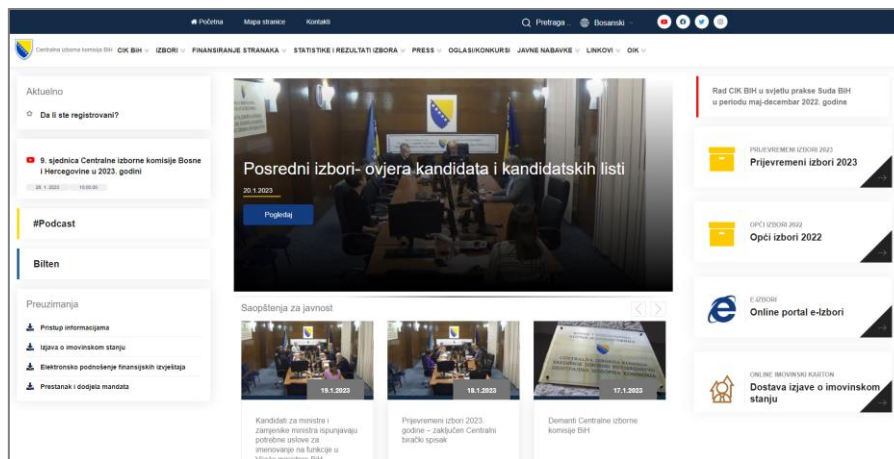 Početna Mapa stranice Kontakti Pretraga .. Bosanski
Centralna izborna komisija BiH CIK BiH IZBORI FINANSIRANJE STRANAKA STATISTIKE I REZULTATI IZBORA PRESS OGLASI/KONKURSI JAVNE NABAVKE LINKOVI OIK
Aktuelno
Da li ste registrovani?
9. sjednica Centralne izborne komisije Bosne
i Hercegovine u 2023. godini
#Podcast
Bilten
Preuzimanja
Pristup informacijama
Izjava o imovinskom stanju
Elektronsko podnošenje finansijskih izvještaja
Prestanak i dodjela mandata
Posredni izbori- ovjera kandidata i kandidatskih listi
20.1.2023
Pogledaj
Saopštenja za javnost
19.1.2023
Kandidati za ministre i
zamjenike ministra ispunjavaju
potrebne uslove za
imenovanje na funkcije u
18.1.2023
Prijevremeni izbori 2023.
godine – zaključen Centralni
birački spisak
17.1.2023
Demanti Centralne izborne
komisije BiH
Rad CIK BIH u svjetlu prakse Suda BiH
u periodu maj-decembar 2022. godine
PRIJEVREMENI IZBORI 2023
Prijevremeni izbori 2023
OPĆI IZBORI 2022
Opći izbori 2022
E-IZBORI
Online portal e-Izbori
ONLINE IMOVINSKI KARTON
Dostava izjave o imovinskom
stanju